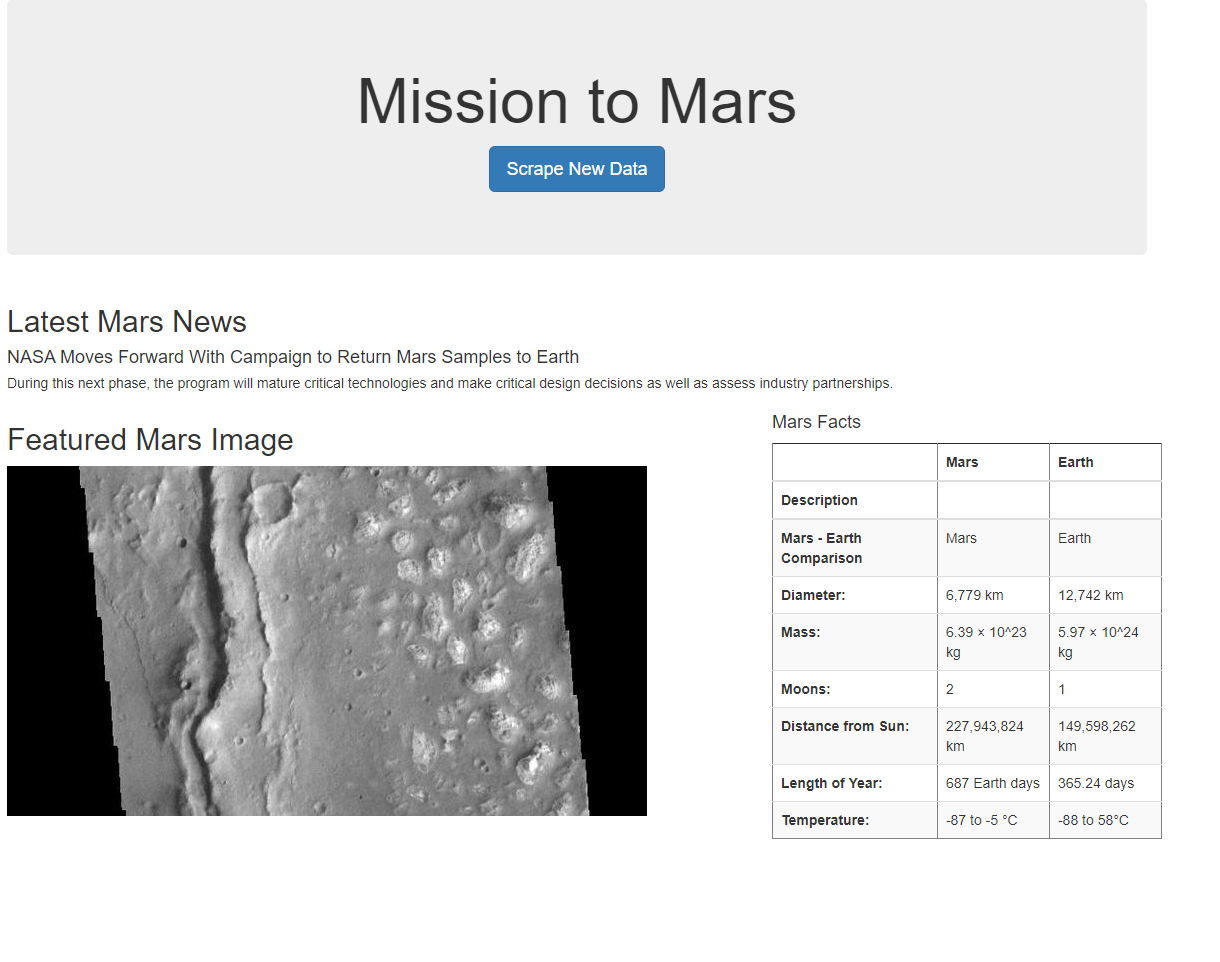 Mission to Mars
Scrape New Data
Latest Mars News
NASA Moves Forward With Campaign to Return Mars Samples to Earth
During this next phase, the program will mature critical technologies and make critical design decisions as well as assess industry partnerships.
Featured Mars Image
Mars Facts
Mars Earth
Description
Mars - Earth Comparison Mars Earth
Diameter: 6,779 km 12,742 km
Mass: 6.39 × 10^23 kg 5.97 × 10^24 kg
Moons: 2 1
Distance from Sun: 227,943,824 km 149,598,262 km
Length of Year: 687 Earth days 365.24 days
Temperature: -87 to -5 °C -88 to 58°C